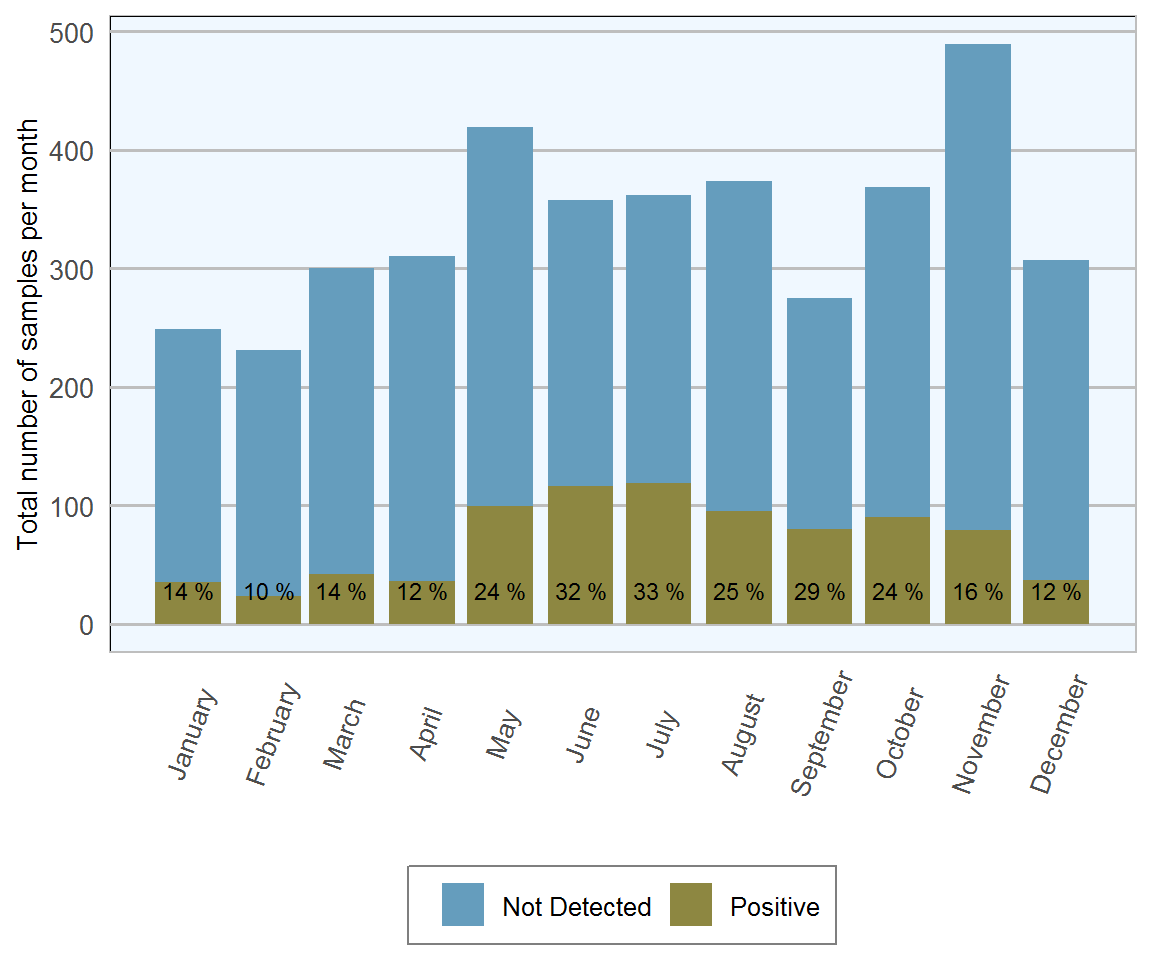 Total number of samples per month
500
400
300
200
100
0
14 %
10 %
14 %
12 %
24 %
32 %
33 %
25 %
29 %
24 %
16 %
12 %
January
February
March
April
May
June
July
August
September
October
November
December
Not Detected
Positive